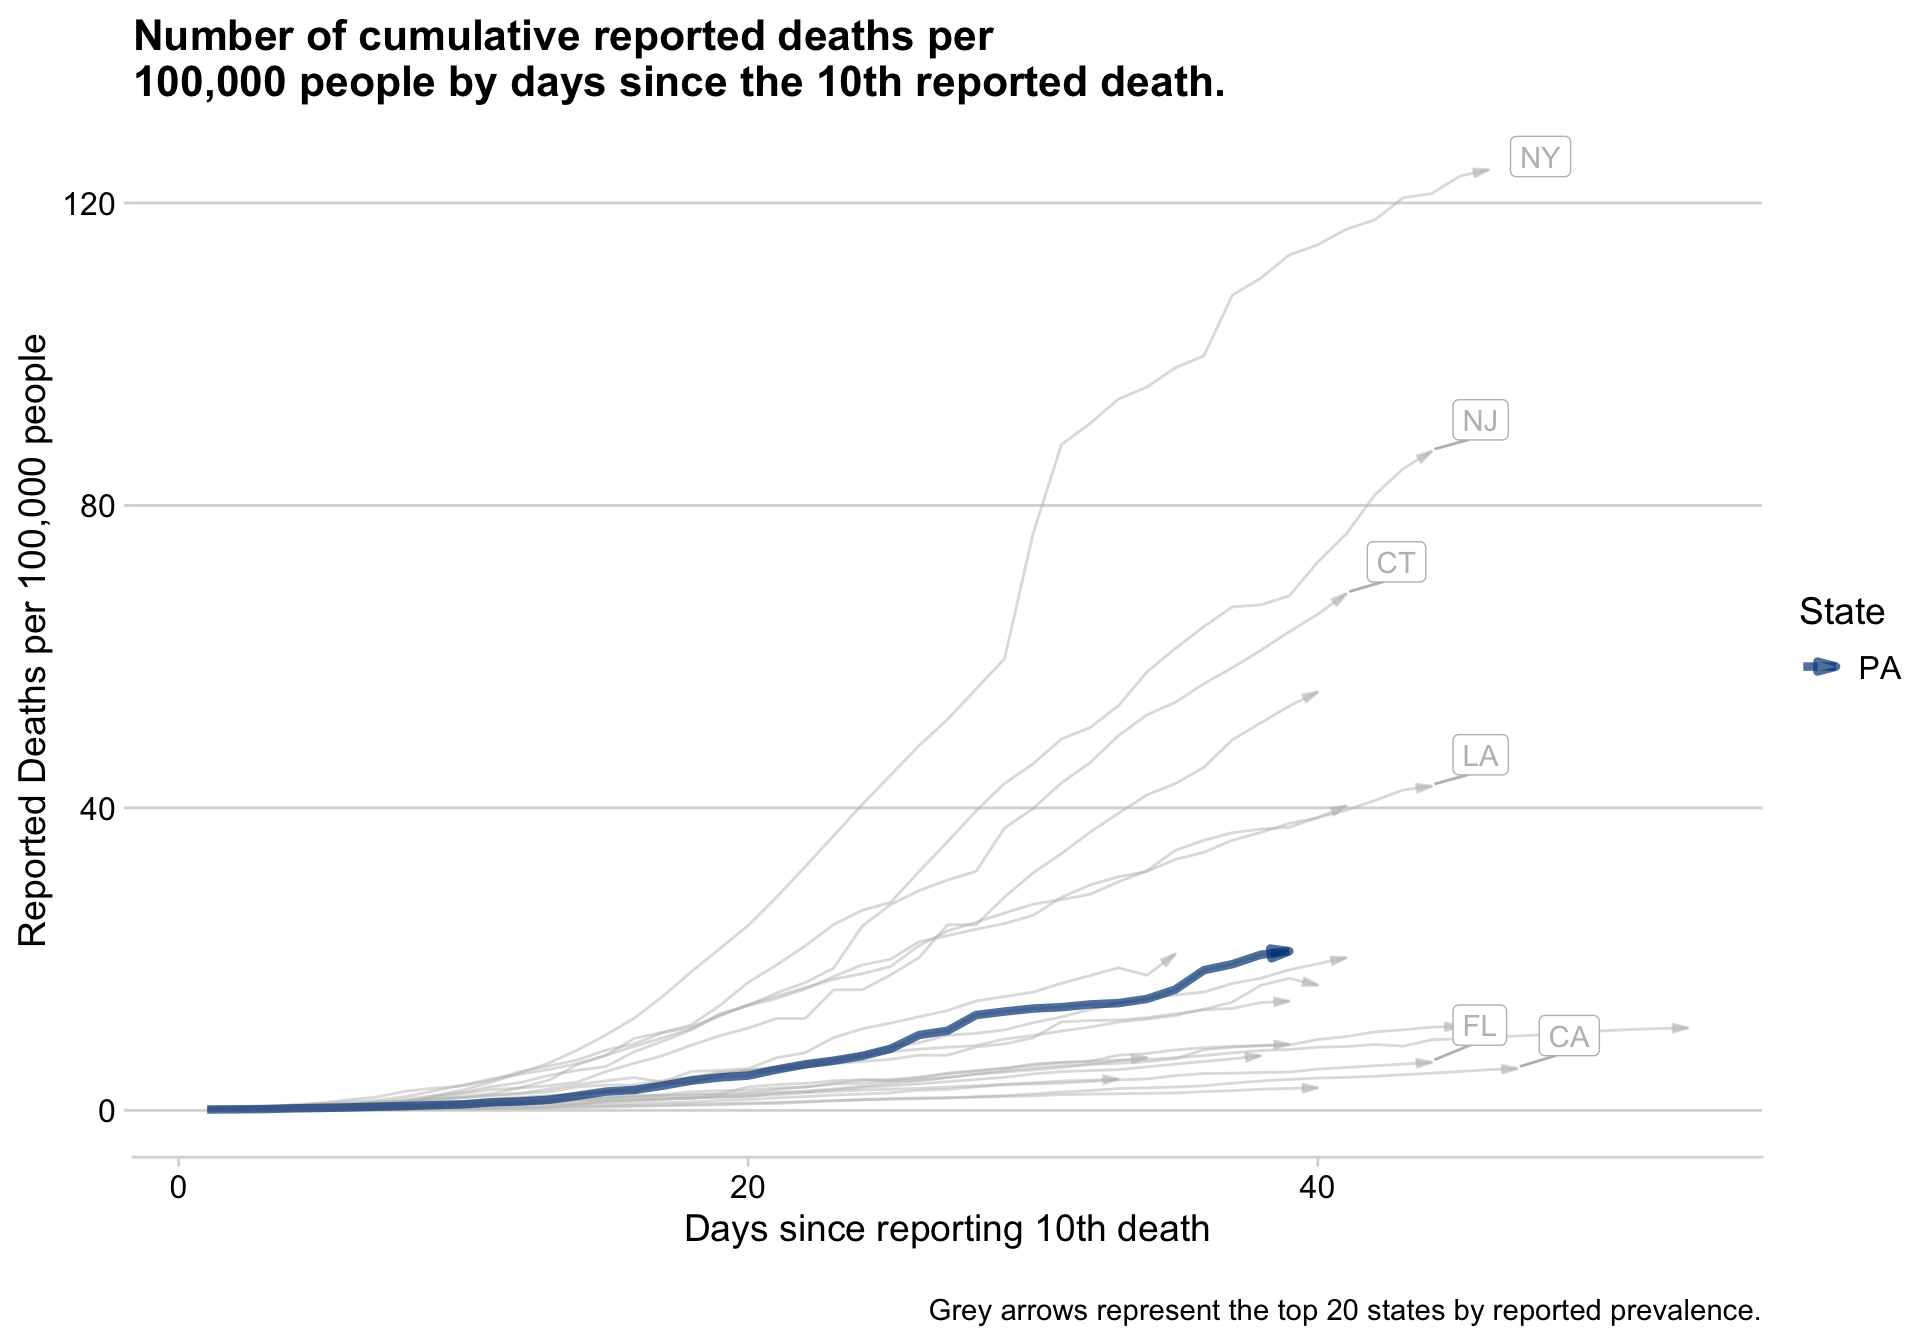 Number of cumulative reported deaths per
100,000 people by days since the 10th reported death.
Reported Deaths per 100,000 people
120
80
40
0
NY
NJ
CT
LA
FL
CA
State
PA
0
20
40
Days since reporting 10th death
Grey arrows represent the top 20 states by reported prevalence.